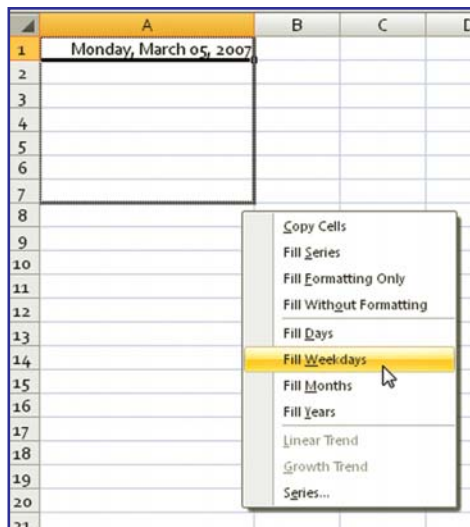 A B C D
1 Monday, March 05, 2007
2
3
4
5
6
7
8
9
10
11
12
13
14
15
16
17
18
19
20
21
Copy Cells
Fill Series
Fill Formatting Only
Fill Without Formatting
Fill Days
Fill Weekdays
Fill Months
Fill Years
Linear Trend
Growth Trend
Series...